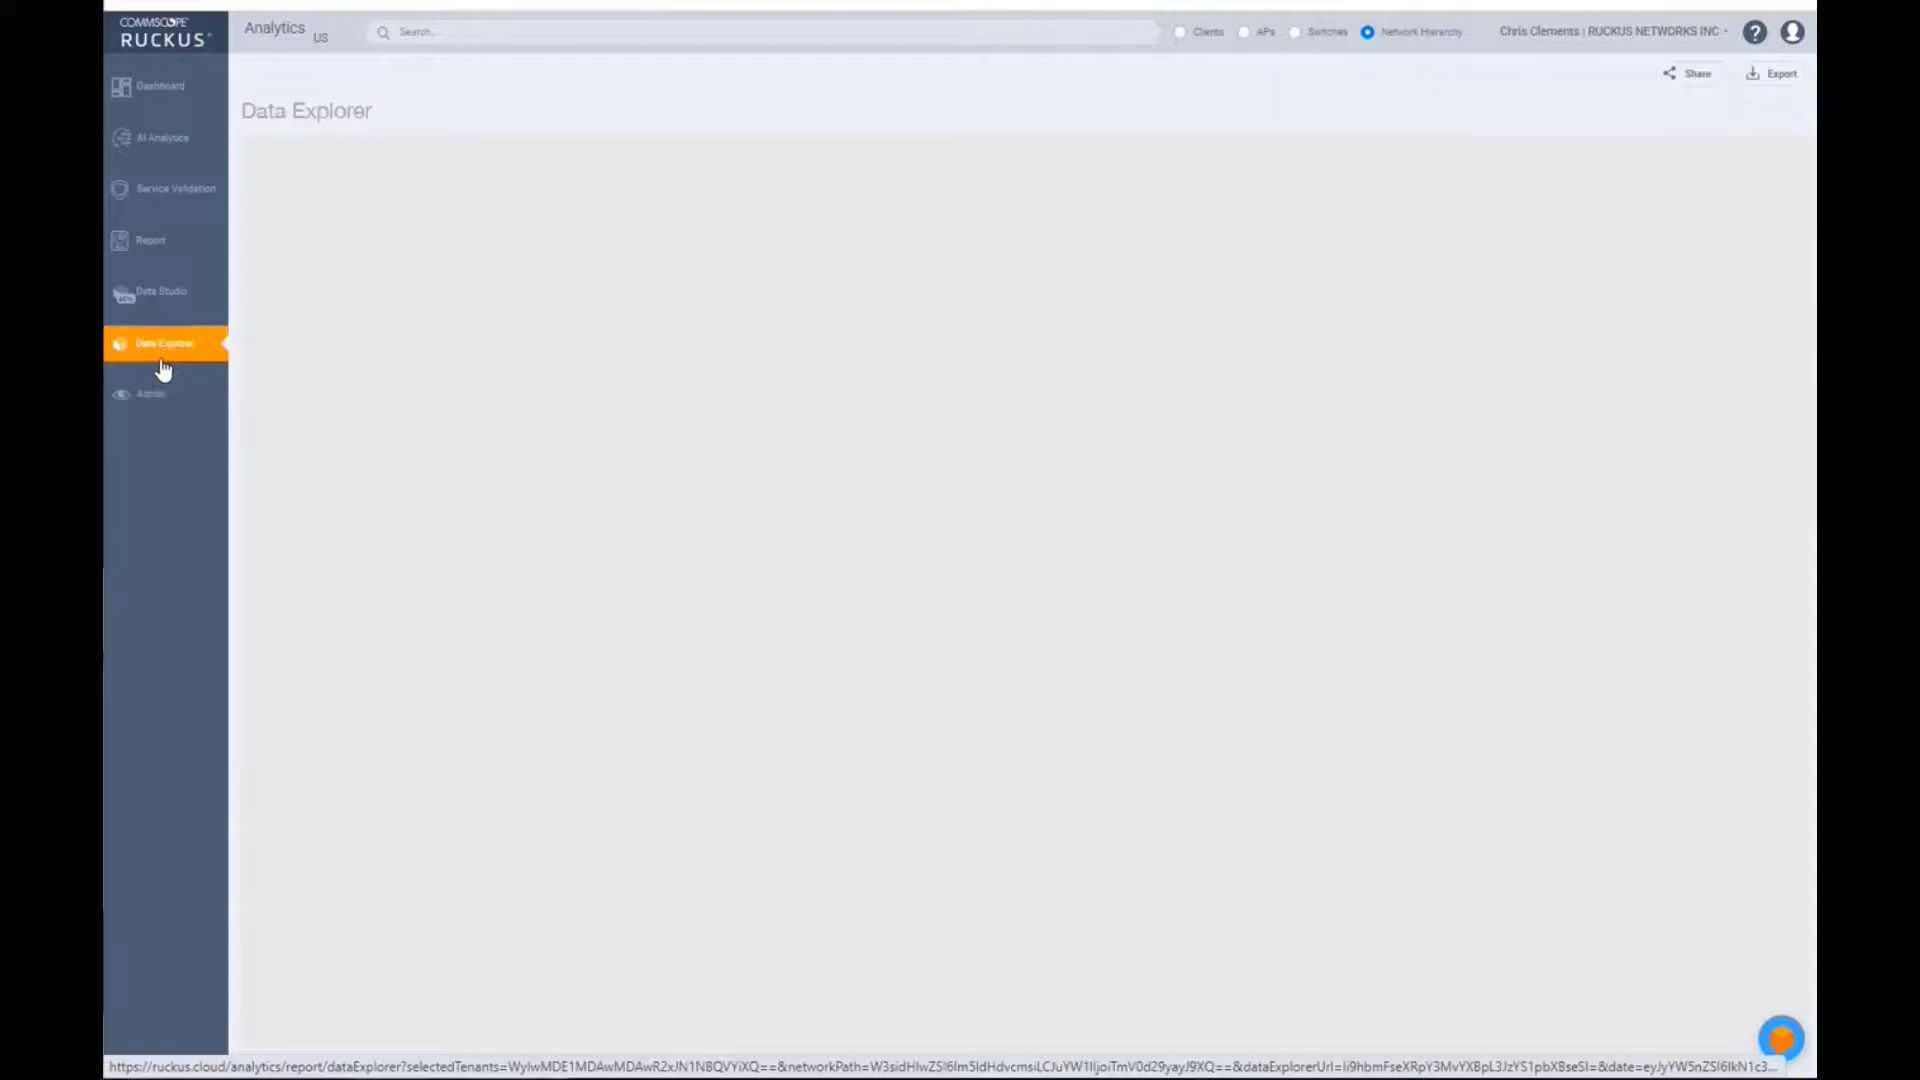 COMMSCOPE
RUCKUS
Analytics US
Search...
Clients
APs
Switches
Network Hierarchy
Chris Clements | RUCKUS NETWORKS INC
?
Share
Export
Data Explorer
Dashboard
AI Analytics
Service Validation
Report
Data Studio
Data Explorer
Admin